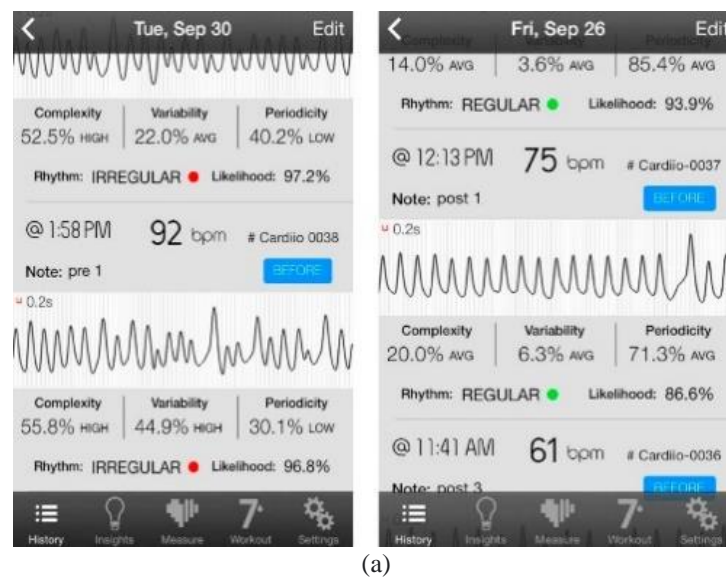 Tue, Sep 30 Edit
Complexity Variability Periodicity
52.5% HIGH 22.0% AVG 40.2% LOW
Rhythm: IRREGULAR Likelihood: 97.2%
@ 1:58 PM 92 bpm # Cardiio 0038
Note: pre 1 BEFORE
0.2s
Complexity Variability Periodicity
55.8% HIGH 44.9% HIGH 30.1% LOW
Rhythm: IRREGULAR Likelihood: 96.8%
History Insights Measure 7 Workout Settings
Fri, Sep 26 Edit
Complexity Variability Periodicity
14.0% AVG 3.6% AVG 85.4% AVG
Rhythm: REGULAR Likelihood: 93.9%
@ 12:13 PM 75 bpm # Cardiio-0037
Note: post 1 BEFORE
0.2s
Complexity Variability Periodicity
20.0% AVG 6.3% AVG 71.3% AVG
Rhythm: REGULAR Likelihood: 86.6%
@ 11:41 AM 61 bpm # Cardiio-0036
Note: post 3 BEFORE
History Insights Measure 7 Workout Settings
(a)